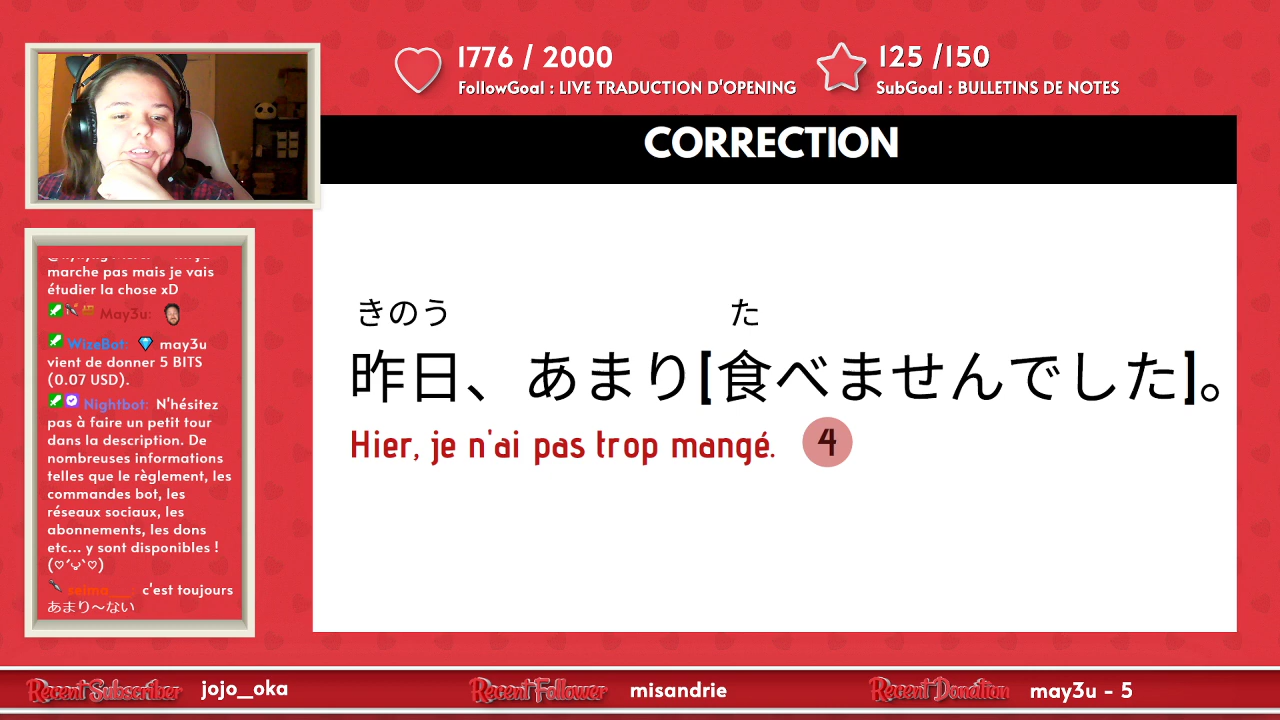 1776 / 2000
FollowGoal : LIVE TRADUCTION D'OPENING
125 /150
SubGoal : BULLETINS DE NOTES
CORRECTION
marche pas mais je vais
étudier la chose xD
May3u:
WizeBot: may3u
vient de donner 5 BITS
(0.07 USD).
Nightbot: N'hésitez
pas à faire un petit tour
dans la description. De
nombreuses informations
telles que le règlement, les
commandes bot, les
réseaux sociaux, les
abonnements, les dons
etc... y sont disponibles !
(♡ˊᴗˋ♡)
seima__: c'est toujours
あまり〜ない
きのう た
昨日、あまり[食べませんでした]。
Hier, je n'ai pas trop mangé. 4
Recent Subscriber jojo_oka
Recent Follower misandrie
Recent Donation may3u - 5